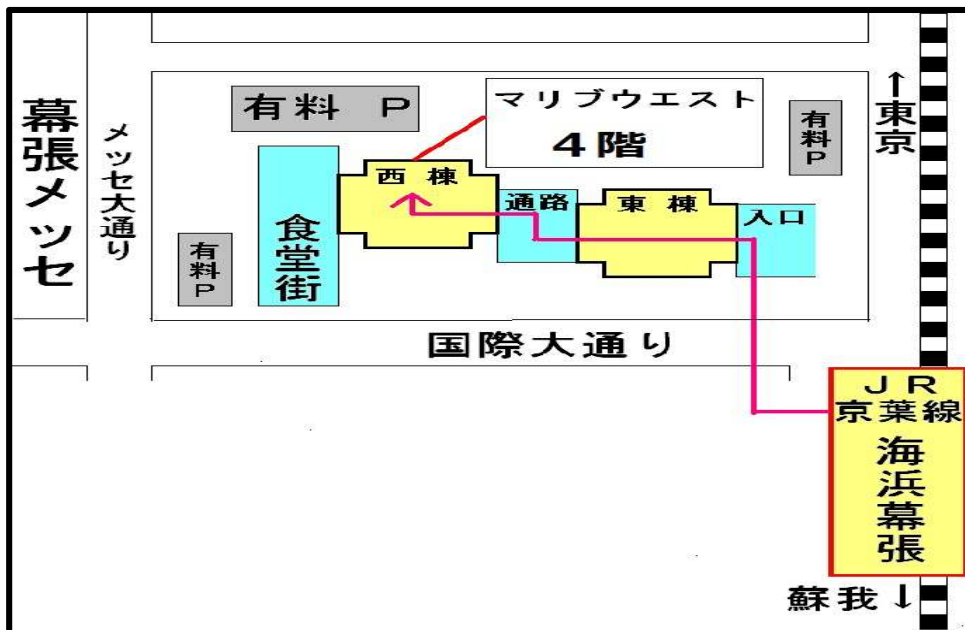 幕張メッセ
メッセ大通り
有料 P
マリブウエスト
4階
有料P
←東京
西棟
通路
東棟
入口
食堂街
有料P
国際大通り
JR
京葉線
海浜幕張
蘇我↓